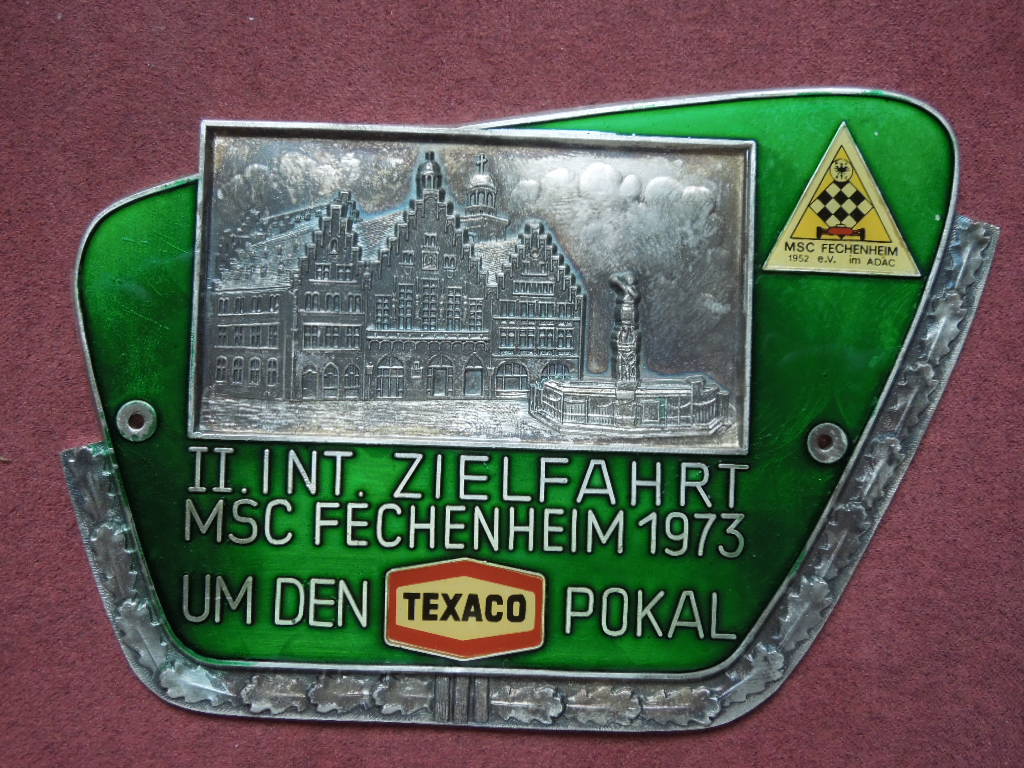 MSC FECHENHEIM
1952 e.V. im ADAC
II. INT. ZIELFAHRT
MSC FECHENHEIM 1973
UM DEN TEXACO POKAL